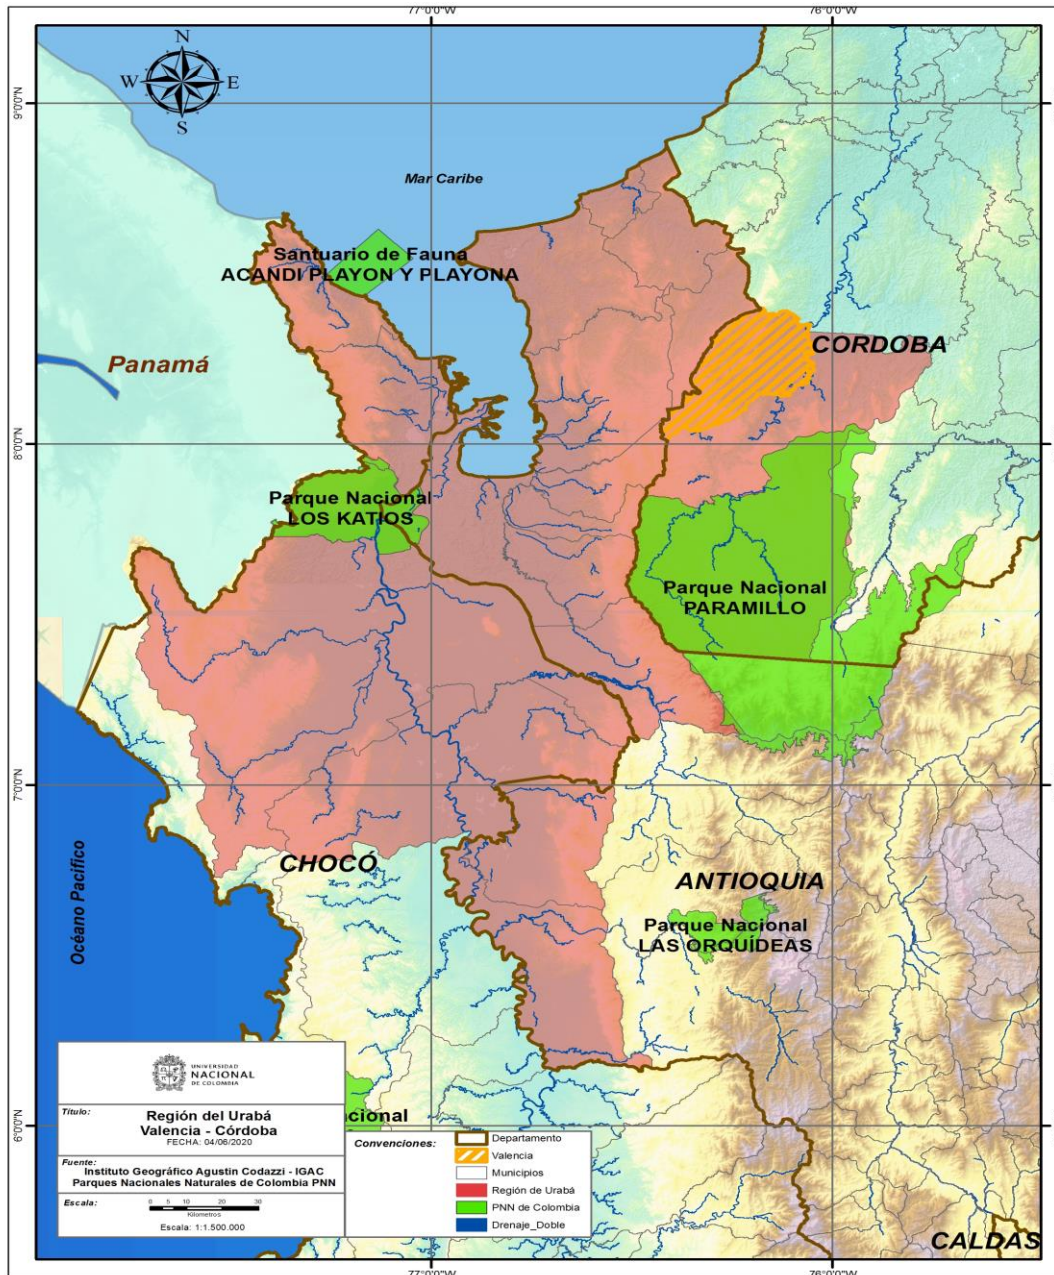 77°0'0"W
76°0'0"W
N
W
E
S
9°0'0"N
Mar Caribe
Santuario de Fauna
ACANDI PLAYON Y PLAYONA
Panamá
CORDOBA
8°0'0"N
Parque Nacional
LOS KATIOS
Parque Nacional
PARAMILLO
7°0'0"N
CHOCÓ
ANTIOQUIA
Océano Pacifico
Parque Nacional
LAS ORQUÍDEAS
UNIVERSIDAD
NACIONAL
DE COLOMBIA
Título:
Región del Urabá
Valencia - Córdoba
FECHA: 04/06/2020
Fuente:
Instituto Geográfico Agustin Codazzi - IGAC
Parques Nacionales Naturales de Colombia PNN
Escala:
0 5 10 20 30
Kilometros
Escala: 1:1.500.000
cional
6°0'0"N
Convenciones:
Departamento
Valencia
Municipios
Región de Urabá
PNN de Colombia
Drenaje_Doble
CALDAS
77°0'0"W
76°0'0"W